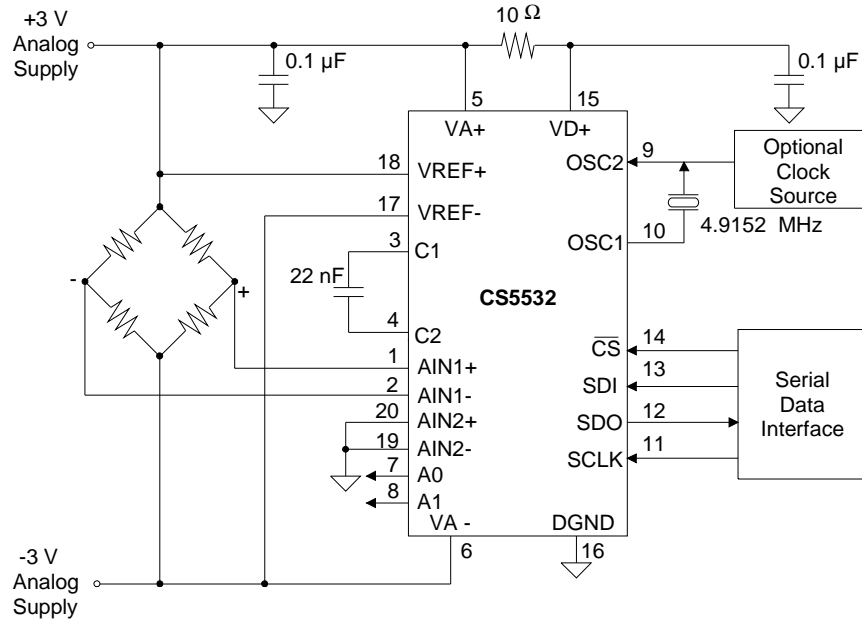 +3 V
Analog
Supply
10 Ω
0.1 µF
0.1 µF
5
15
VA+
VD+
18
VREF+
OSC2
9
Optional
Clock
Source
17
VREF-
4.9152 MHz
3
C1
OSC1
10
22 nF
CS5532
-
+
4
C2
1
AIN1+
CS
14
2
AIN1-
SDI
13
Serial
Data
Interface
20
AIN2+
SDO
12
19
AIN2-
SCLK
11
7
A0
8
A1
VA -
DGND
6
16
-3 V
Analog
Supply